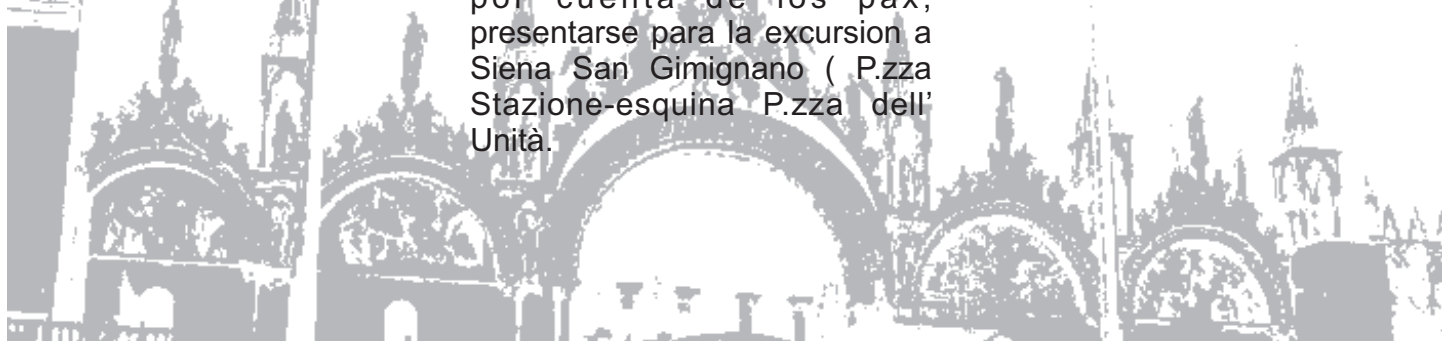 por cuenta de los pax,
presentarse para la excursion a
Siena San Gimignano ( P.zza
Stazione-esquina P.zza dell'
Unità.